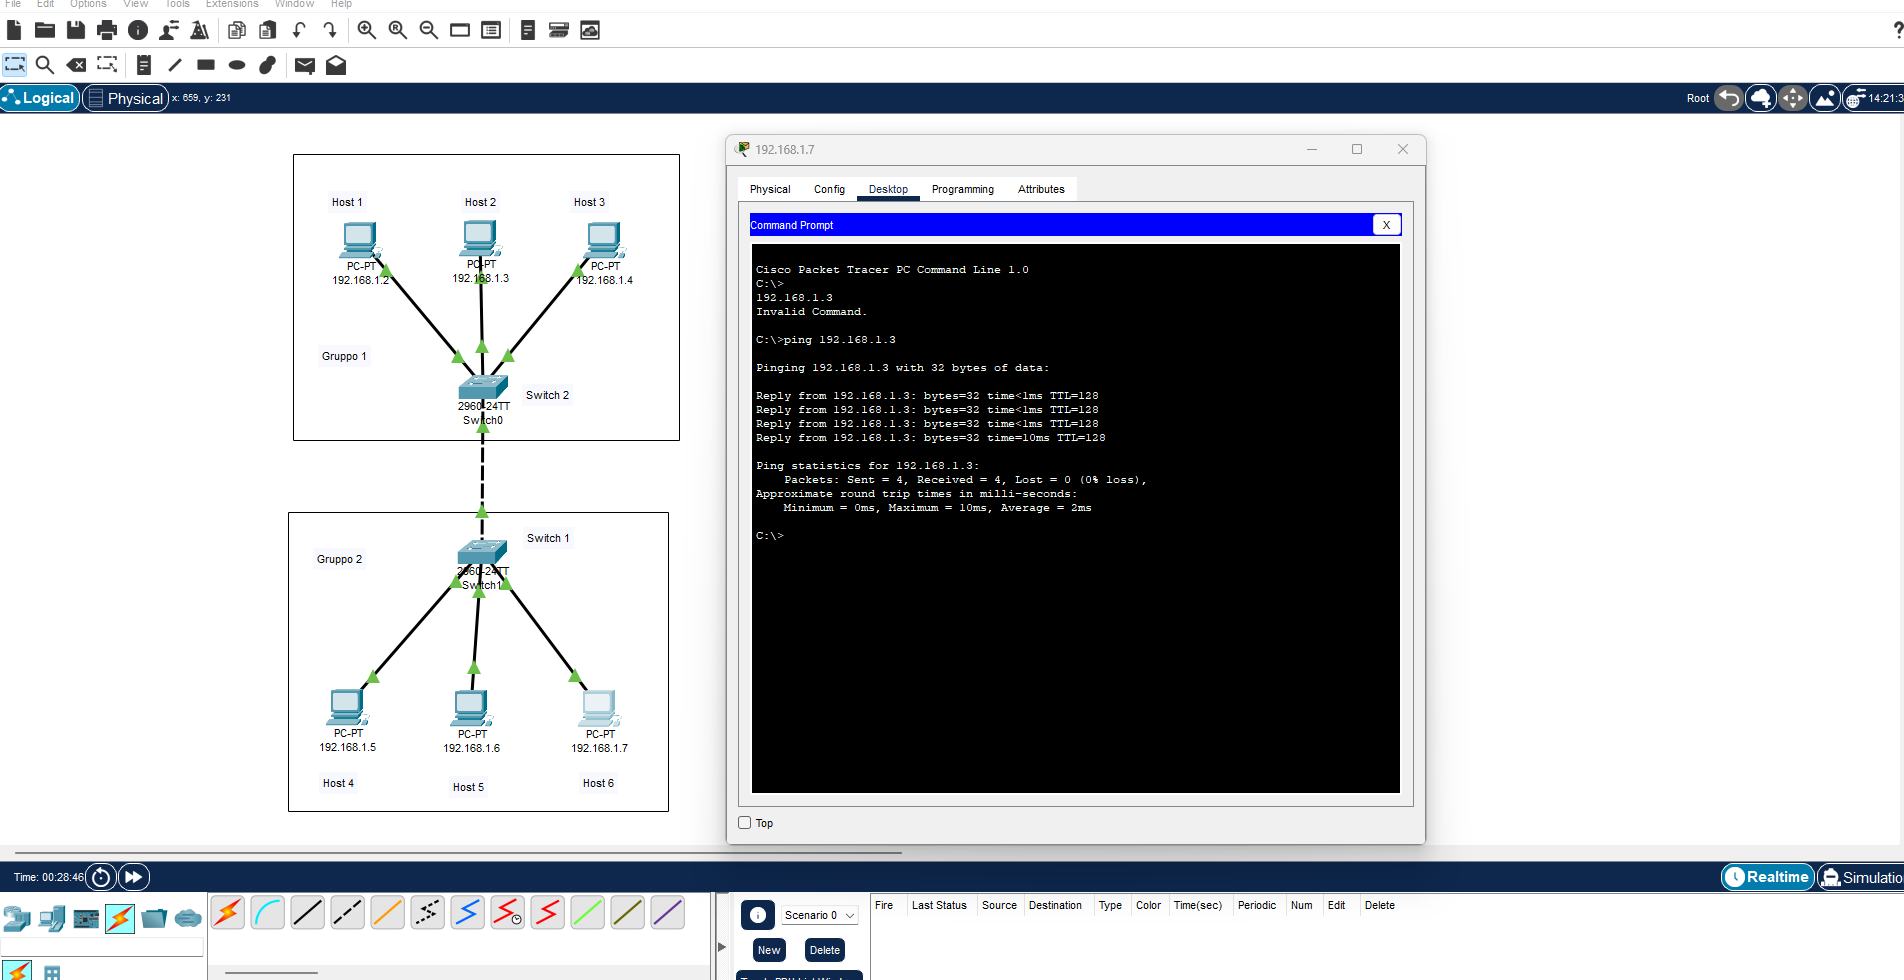 File Edit Options View Tools Extensions Window Help
?
Logical Physical x: 659, y: 231
Root 14:21:3
192.168.1.7
Physical Config Desktop Programming Attributes
Command Prompt X
Cisco Packet Tracer PC Command Line 1.0
C:\>
192.168.1.3
Invalid Command.
C:\>ping 192.168.1.3
Pinging 192.168.1.3 with 32 bytes of data:
Reply from 192.168.1.3: bytes=32 time<1ms TTL=128
Reply from 192.168.1.3: bytes=32 time<1ms TTL=128
Reply from 192.168.1.3: bytes=32 time<1ms TTL=128
Reply from 192.168.1.3: bytes=32 time=10ms TTL=128
Ping statistics for 192.168.1.3:
Packets: Sent = 4, Received = 4, Lost = 0 (0% loss),
Approximate round trip times in milli-seconds:
Minimum = 0ms, Maximum = 10ms, Average = 2ms
C:\>
Top
Host 1 Host 2 Host 3
PC-PT PC-PT PC-PT
192.168.1.2 192.168.1.3 192.168.1.4
Gruppo 1
Switch 2
2960-24TT
Switch0
Switch 1
Gruppo 2
2960-24TT
Switch1
PC-PT PC-PT PC-PT
192.168.1.5 192.168.1.6 192.168.1.7
Host 4 Host 5 Host 6
Time: 00:28:46
Realtime Simulatio
Scenario 0
New Delete
Fire Last Status Source Destination Type Color Time(sec) Periodic Num Edit Delete